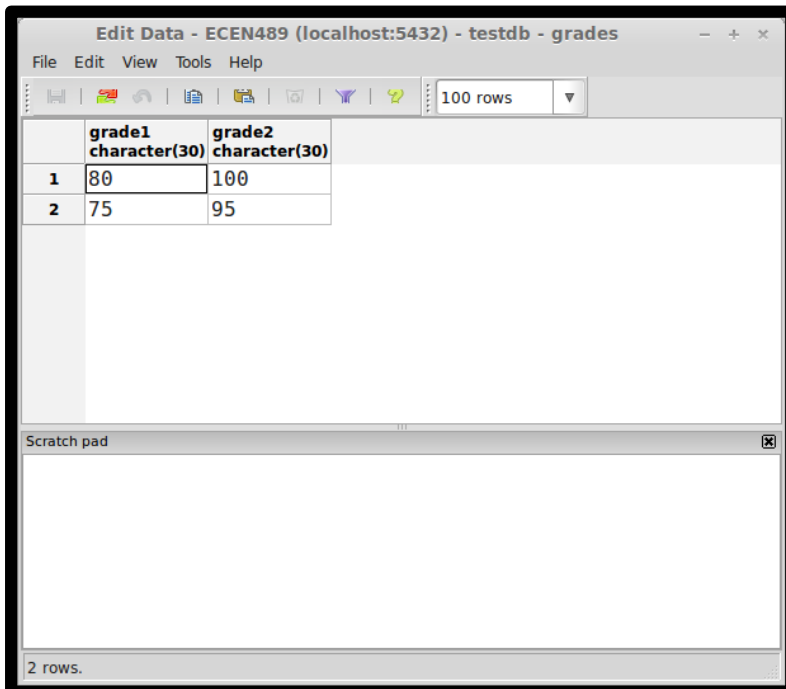 Edit Data - ECEN489 (localhost:5432) - testdb - grades
File Edit View Tools Help
100 rows
grade1 grade2
character(30) character(30)
1 80 100
2 75 95
Scratch pad
2 rows.